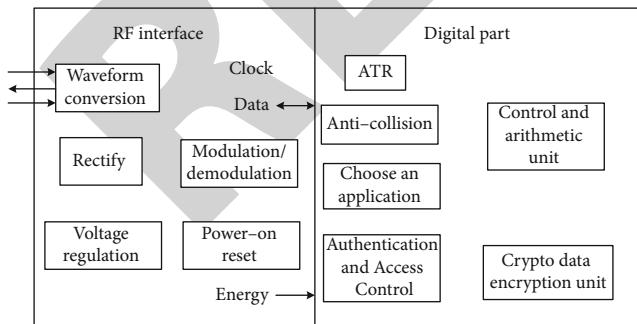 RF interface
Waveform
conversion
Clock
Data
Rectify
Modulation/
demodulation
Voltage
regulation
Power–on
reset
Energy
Digital part
ATR
Anti–collision
Control and
arithmetic
unit
Choose an
application
Authentication
and Access
Control
Crypto data
encryption unit